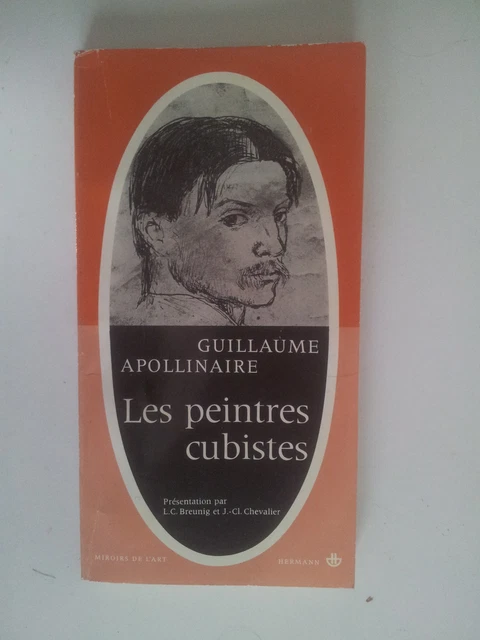 GUILLAUME
APOLLINAIRE
Les peintres
cubistes
Présentation par
L.C. Breunig et J.-Cl. Chevalier
MIROIRS DE L'ART
HERMANN